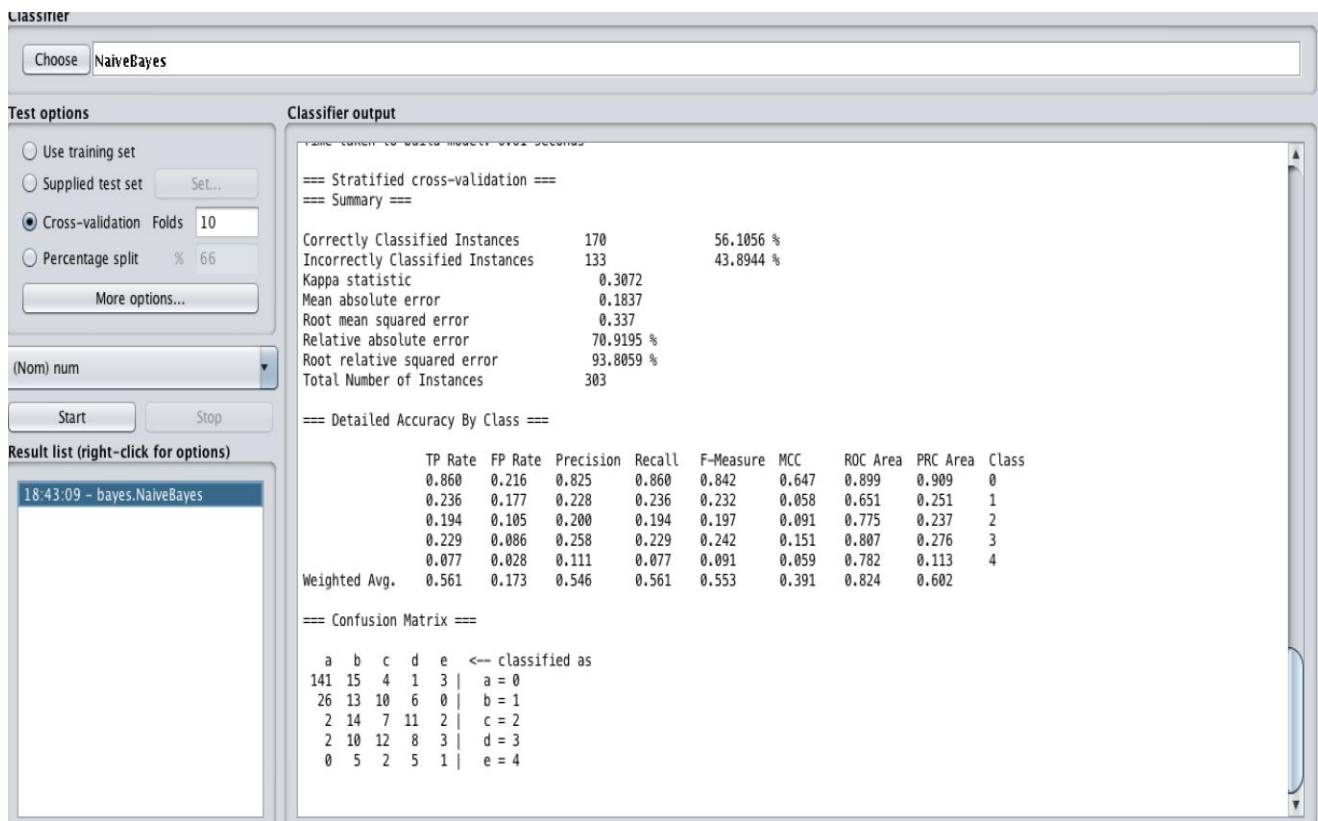 Classifier
Choose NaiveBayes
Test options
Use training set
Supplied test set Set...
Cross-validation Folds 10
Percentage split % 66
More options...
(Nom) num
Start Stop
Result list (right-click for options)
18:43:09 - bayes.NaiveBayes
Classifier output
Time taken to build model: 0.01 seconds
=== Stratified cross-validation ===
=== Summary ===
Correctly Classified Instances 170 56.1056 %
Incorrectly Classified Instances 133 43.8944 %
Kappa statistic 0.3072
Mean absolute error 0.1837
Root mean squared error 0.337
Relative absolute error 70.9195 %
Root relative squared error 93.8059 %
Total Number of Instances 303
=== Detailed Accuracy By Class ===
TP Rate FP Rate Precision Recall F-Measure MCC ROC Area PRC Area Class
0.860 0.216 0.825 0.860 0.842 0.647 0.899 0.909 0
0.236 0.177 0.228 0.236 0.232 0.058 0.651 0.251 1
0.194 0.105 0.200 0.194 0.197 0.091 0.775 0.237 2
0.229 0.086 0.258 0.229 0.242 0.151 0.807 0.276 3
0.077 0.028 0.111 0.077 0.091 0.059 0.782 0.113 4
Weighted Avg. 0.561 0.173 0.546 0.561 0.553 0.391 0.824 0.602
=== Confusion Matrix ===
a b c d e <-- classified as
141 15 4 1 3 | a = 0
26 13 10 6 0 | b = 1
2 14 7 11 2 | c = 2
2 10 12 8 3 | d = 3
0 5 2 5 1 | e = 4